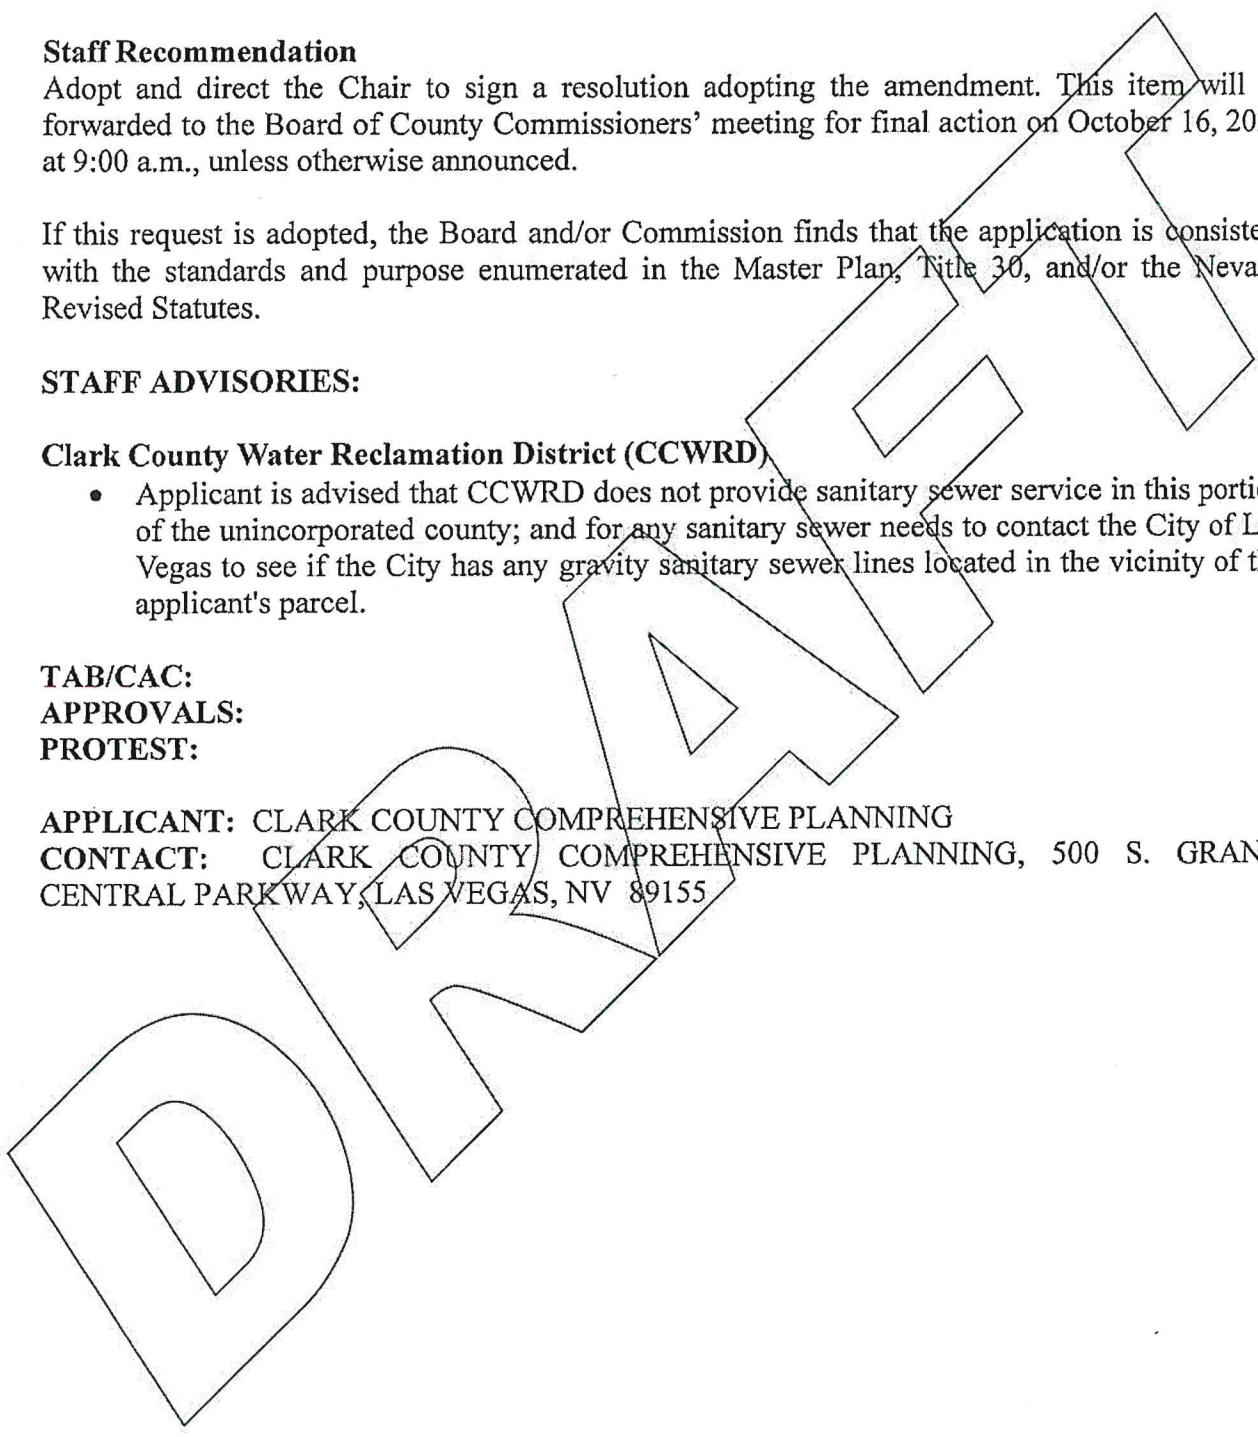 Staff Recommendation
Adopt and direct the Chair to sign a resolution adopting the amendment. This item will
forwarded to the Board of County Commissioners’ meeting for final action on October 16, 20
at 9:00 a.m., unless otherwise announced.
If this request is adopted, the Board and/or Commission finds that the application is consiste
with the standards and purpose enumerated in the Master Plan, Title 30, and/or the Neva
Revised Statutes.
STAFF ADVISORIES:
Clark County Water Reclamation District (CCWRD)
• Applicant is advised that CCWRD does not provide sanitary sewer service in this porti
of the unincorporated county; and for any sanitary sewer needs to contact the City of L
Vegas to see if the City has any gravity sanitary sewer lines located in the vicinity of t
applicant's parcel.
TAB/CAC:
APPROVALS:
PROTEST:
APPLICANT: CLARK COUNTY COMPREHENSIVE PLANNING
CONTACT: CLARK COUNTY COMPREHENSIVE PLANNING, 500 S. GRAN
CENTRAL PARKWAY, LAS VEGAS, NV 89155
DRAFT